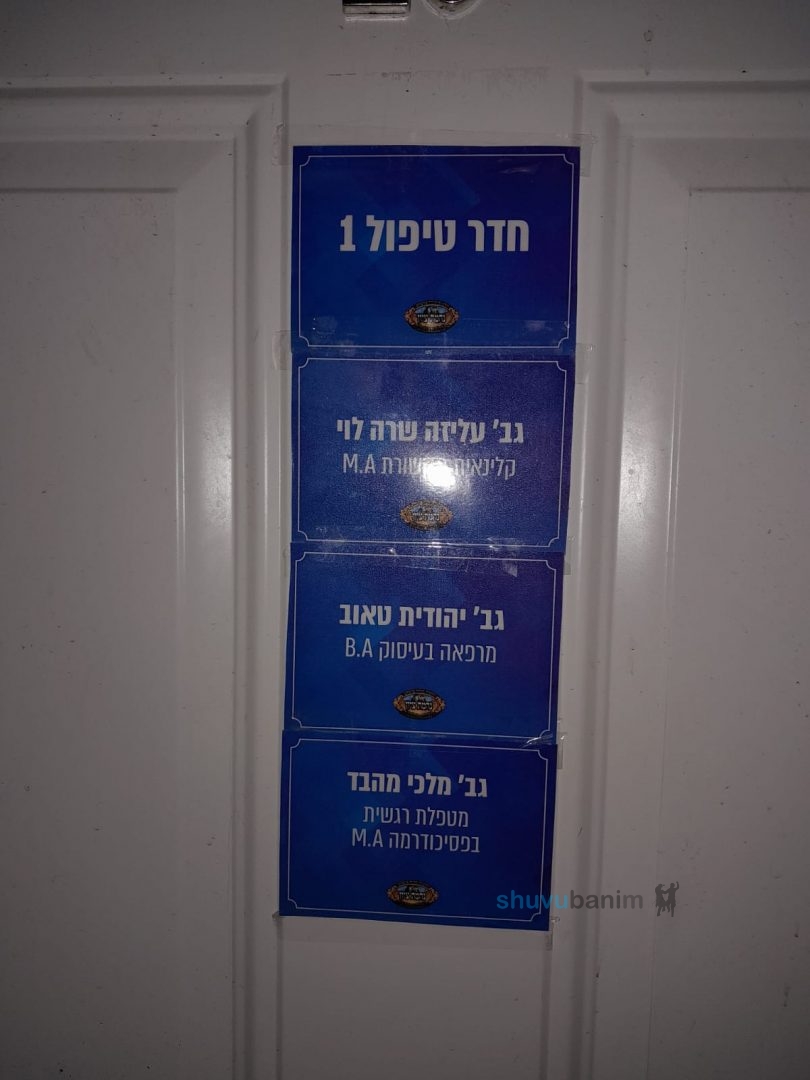 חדר טיפול 1
גב' עליזה שרה לוי
קלינאית תקשורת M.A
גב' יהודית טאוב
מרפאה בעיסוק B.A
גב' מלכי מהבד
מטפלת רגשית
בפסיכודרמה M.A
shuvubanim